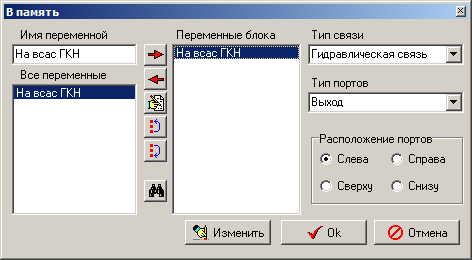 В память
Имя переменной
На всас ГКН
Все переменные
На всас ГКН
Переменные блока
На всас ГКН
Тип связи
Гидравлическая связь
Тип портов
Выход
Расположение портов
Слева Справа
Сверху Снизу
Изменить Ok Отмена